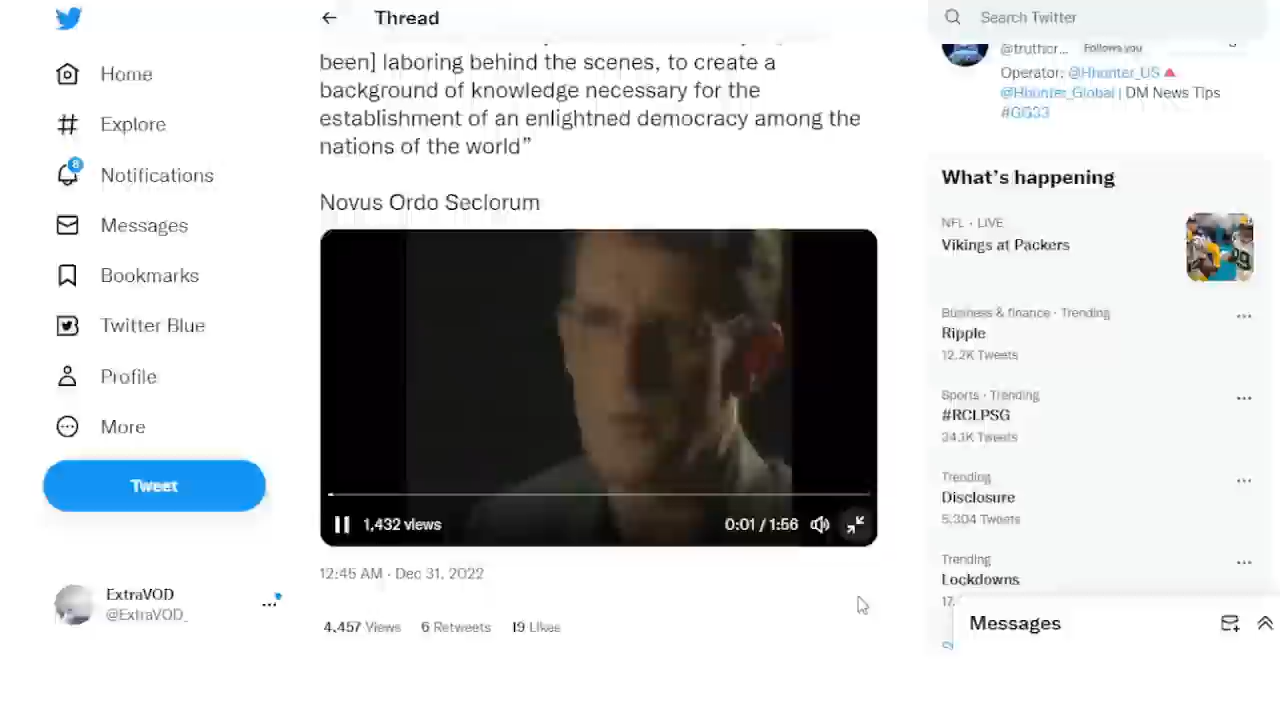 Home
Explore
8
Notifications
Messages
Bookmarks
Twitter Blue
Profile
More
Tweet
ExtraVOD
@ExtraVOD_
Thread
been] laboring behind the scenes, to create a
background of knowledge necessary for the
establishment of an enlightned democracy among the
nations of the world”
Novus Ordo Seclorum
1,432 views
0:01 / 1:56
12:45 AM · Dec 31, 2022
4,457 Views 6 Retweets 19 Likes
Search Twitter
Follows you
Operator: @Hhunter_US
@Hhunter_Global | DM News Tips
#GG33
What’s happening
NFL · LIVE
Vikings at Packers
Business & finance · Trending
Ripple
12.2K Tweets
Sports · Trending
#RCLPSG
34.1K Tweets
Trending
Disclosure
5,304 Tweets
Trending
Lockdowns
17.
Messages